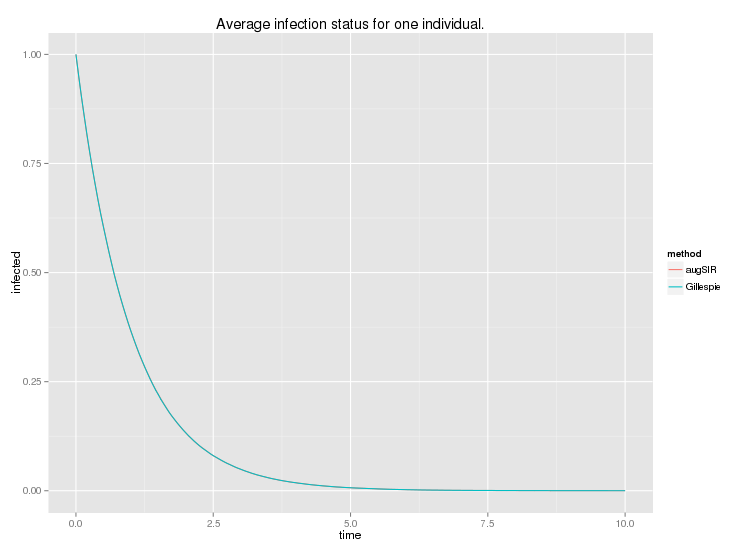 Average infection status for one individual.
1.00
0.75
0.50
0.25
0.00
infected
0.0
2.5
5.0
7.5
10.0
time
method
augSIR
Gillespie